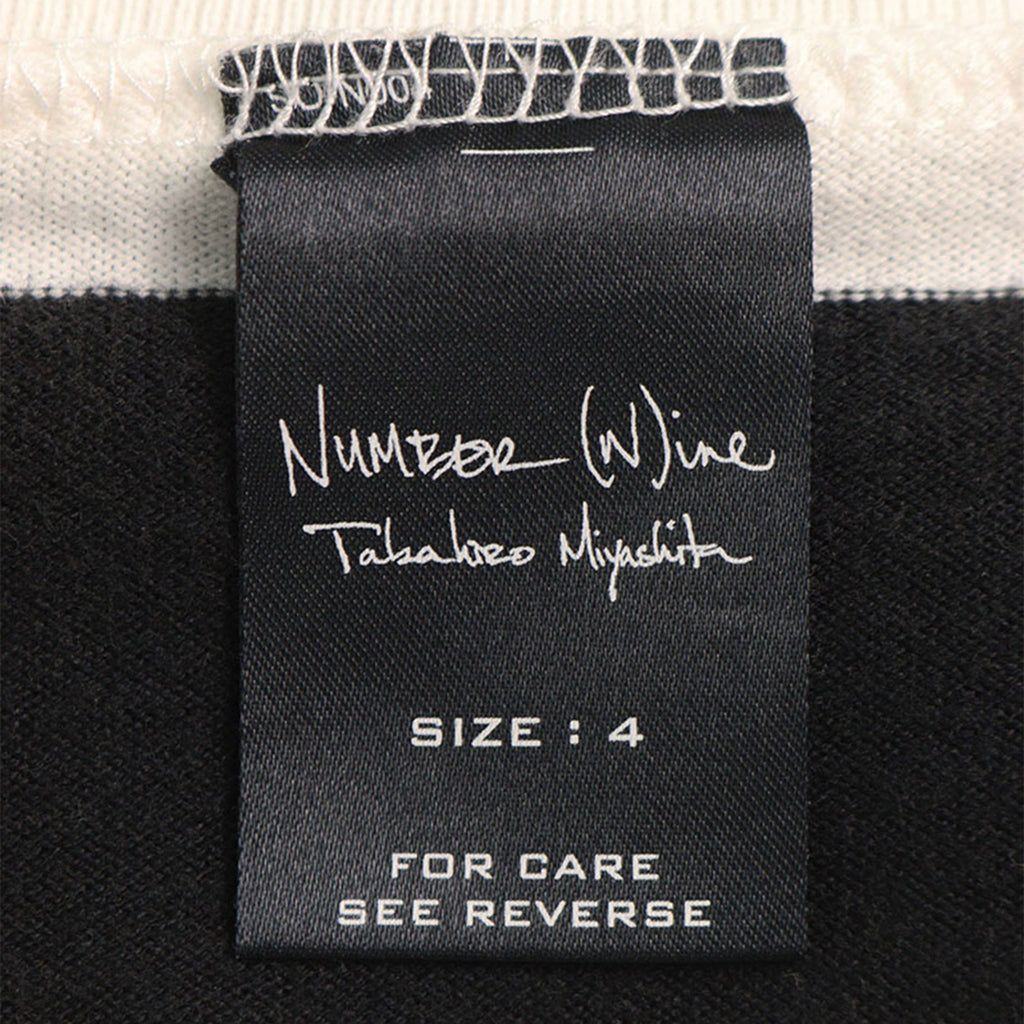 NUMBER (N)ine
Takahiro Miyashita
SIZE : 4
FOR CARE
SEE REVERSE